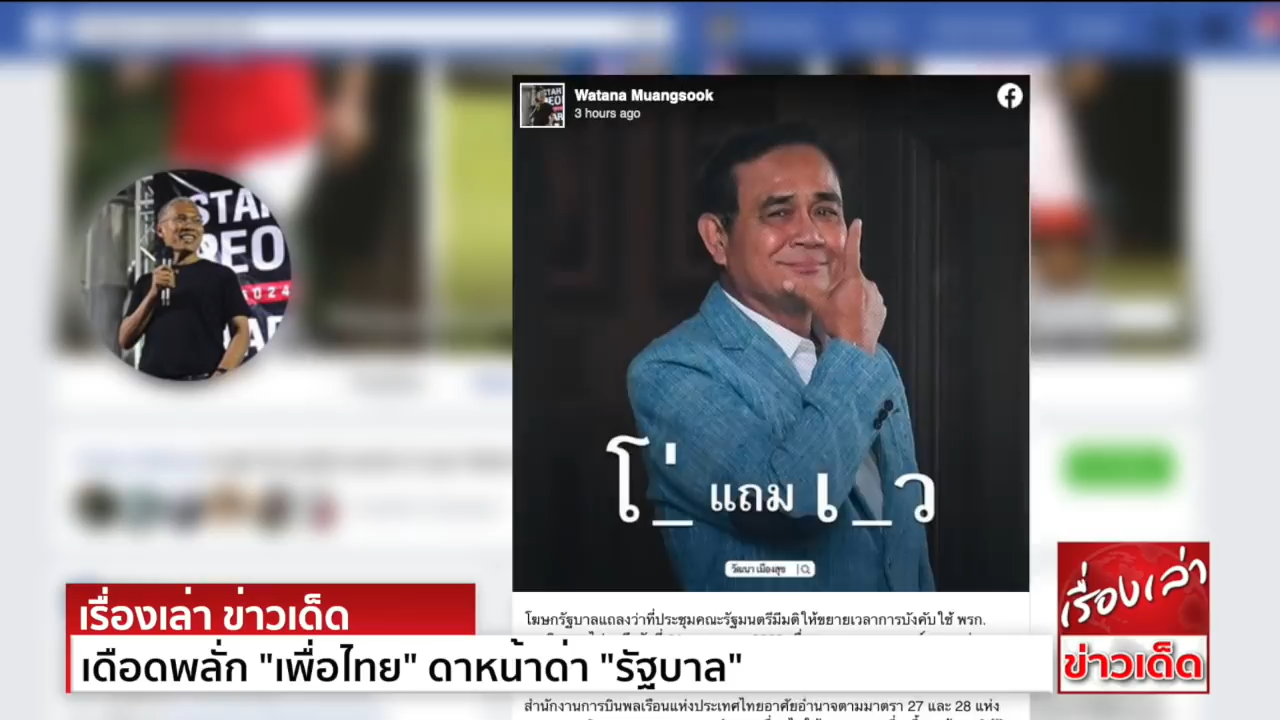 Watana Muangsook
3 hours ago
STAR
REO
2024
โ_่ แถม เ_ว
วัฒนา เมืองสุข
โฆษกรัฐบาลแถลงว่าที่ประชุมคณะรัฐมนตรีมีมติให้ขยายเวลาการบังคับใช้ พรก.
สำนักงานการบินพลเรือนแห่งประเทศไทยอาศัยอำนาจตามมาตรา 27 และ 28 แห่ง
เรื่องเล่า ข่าวเด็ด
เดือดพลั่ก "เพื่อไทย" ดาหน้าด่า "รัฐบาล"
เรื่องเล่า
ข่าวเด็ด